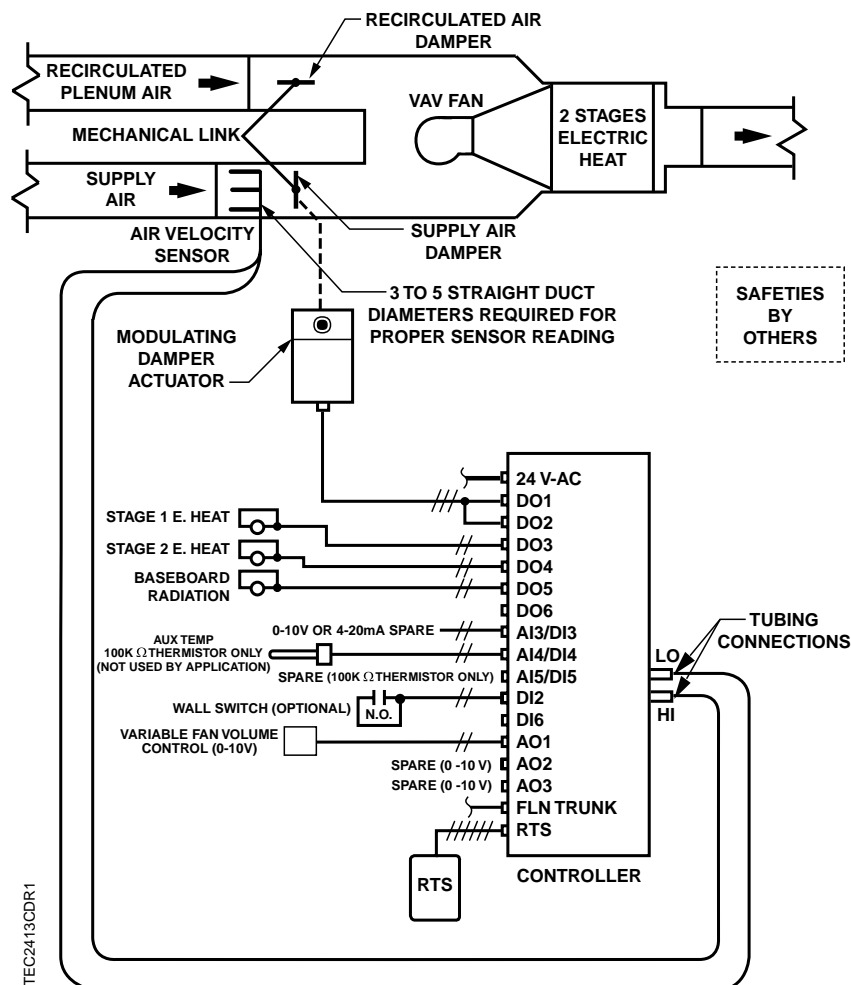 RECIRCULATED AIR
DAMPER
RECIRCULATED
PLENUM AIR
VAV FAN
2 STAGES
ELECTRIC
HEAT
MECHANICAL LINK
SUPPLY
AIR
AIR VELOCITY
SENSOR
SUPPLY AIR
DAMPER
3 TO 5 STRAIGHT DUCT
DIAMETERS REQUIRED FOR
PROPER SENSOR READING
SAFETIES
BY
OTHERS
MODULATING
DAMPER
ACTUATOR
24 V-AC
DO1
DO2
STAGE 1 E. HEAT
DO3
STAGE 2 E. HEAT
DO4
BASEBOARD
RADIATION
DO5
DO6
0-10V OR 4-20mA SPARE
AI3/DI3
AUX TEMP
100K Ω THERMISTOR ONLY
(NOT USED BY APPLICATION)
AI4/DI4
SPARE (100K Ω THERMISTOR ONLY)
AI5/DI5
WALL SWITCH (OPTIONAL)
N.O.
DI2
DI6
VARIABLE FAN VOLUME
CONTROL (0-10V)
AO1
SPARE (0 -10 V)
AO2
SPARE (0 -10 V)
AO3
FLN TRUNK
RTS
TUBING
CONNECTIONS
LO
HI
RTS
CONTROLLER
TEC2413CDR1